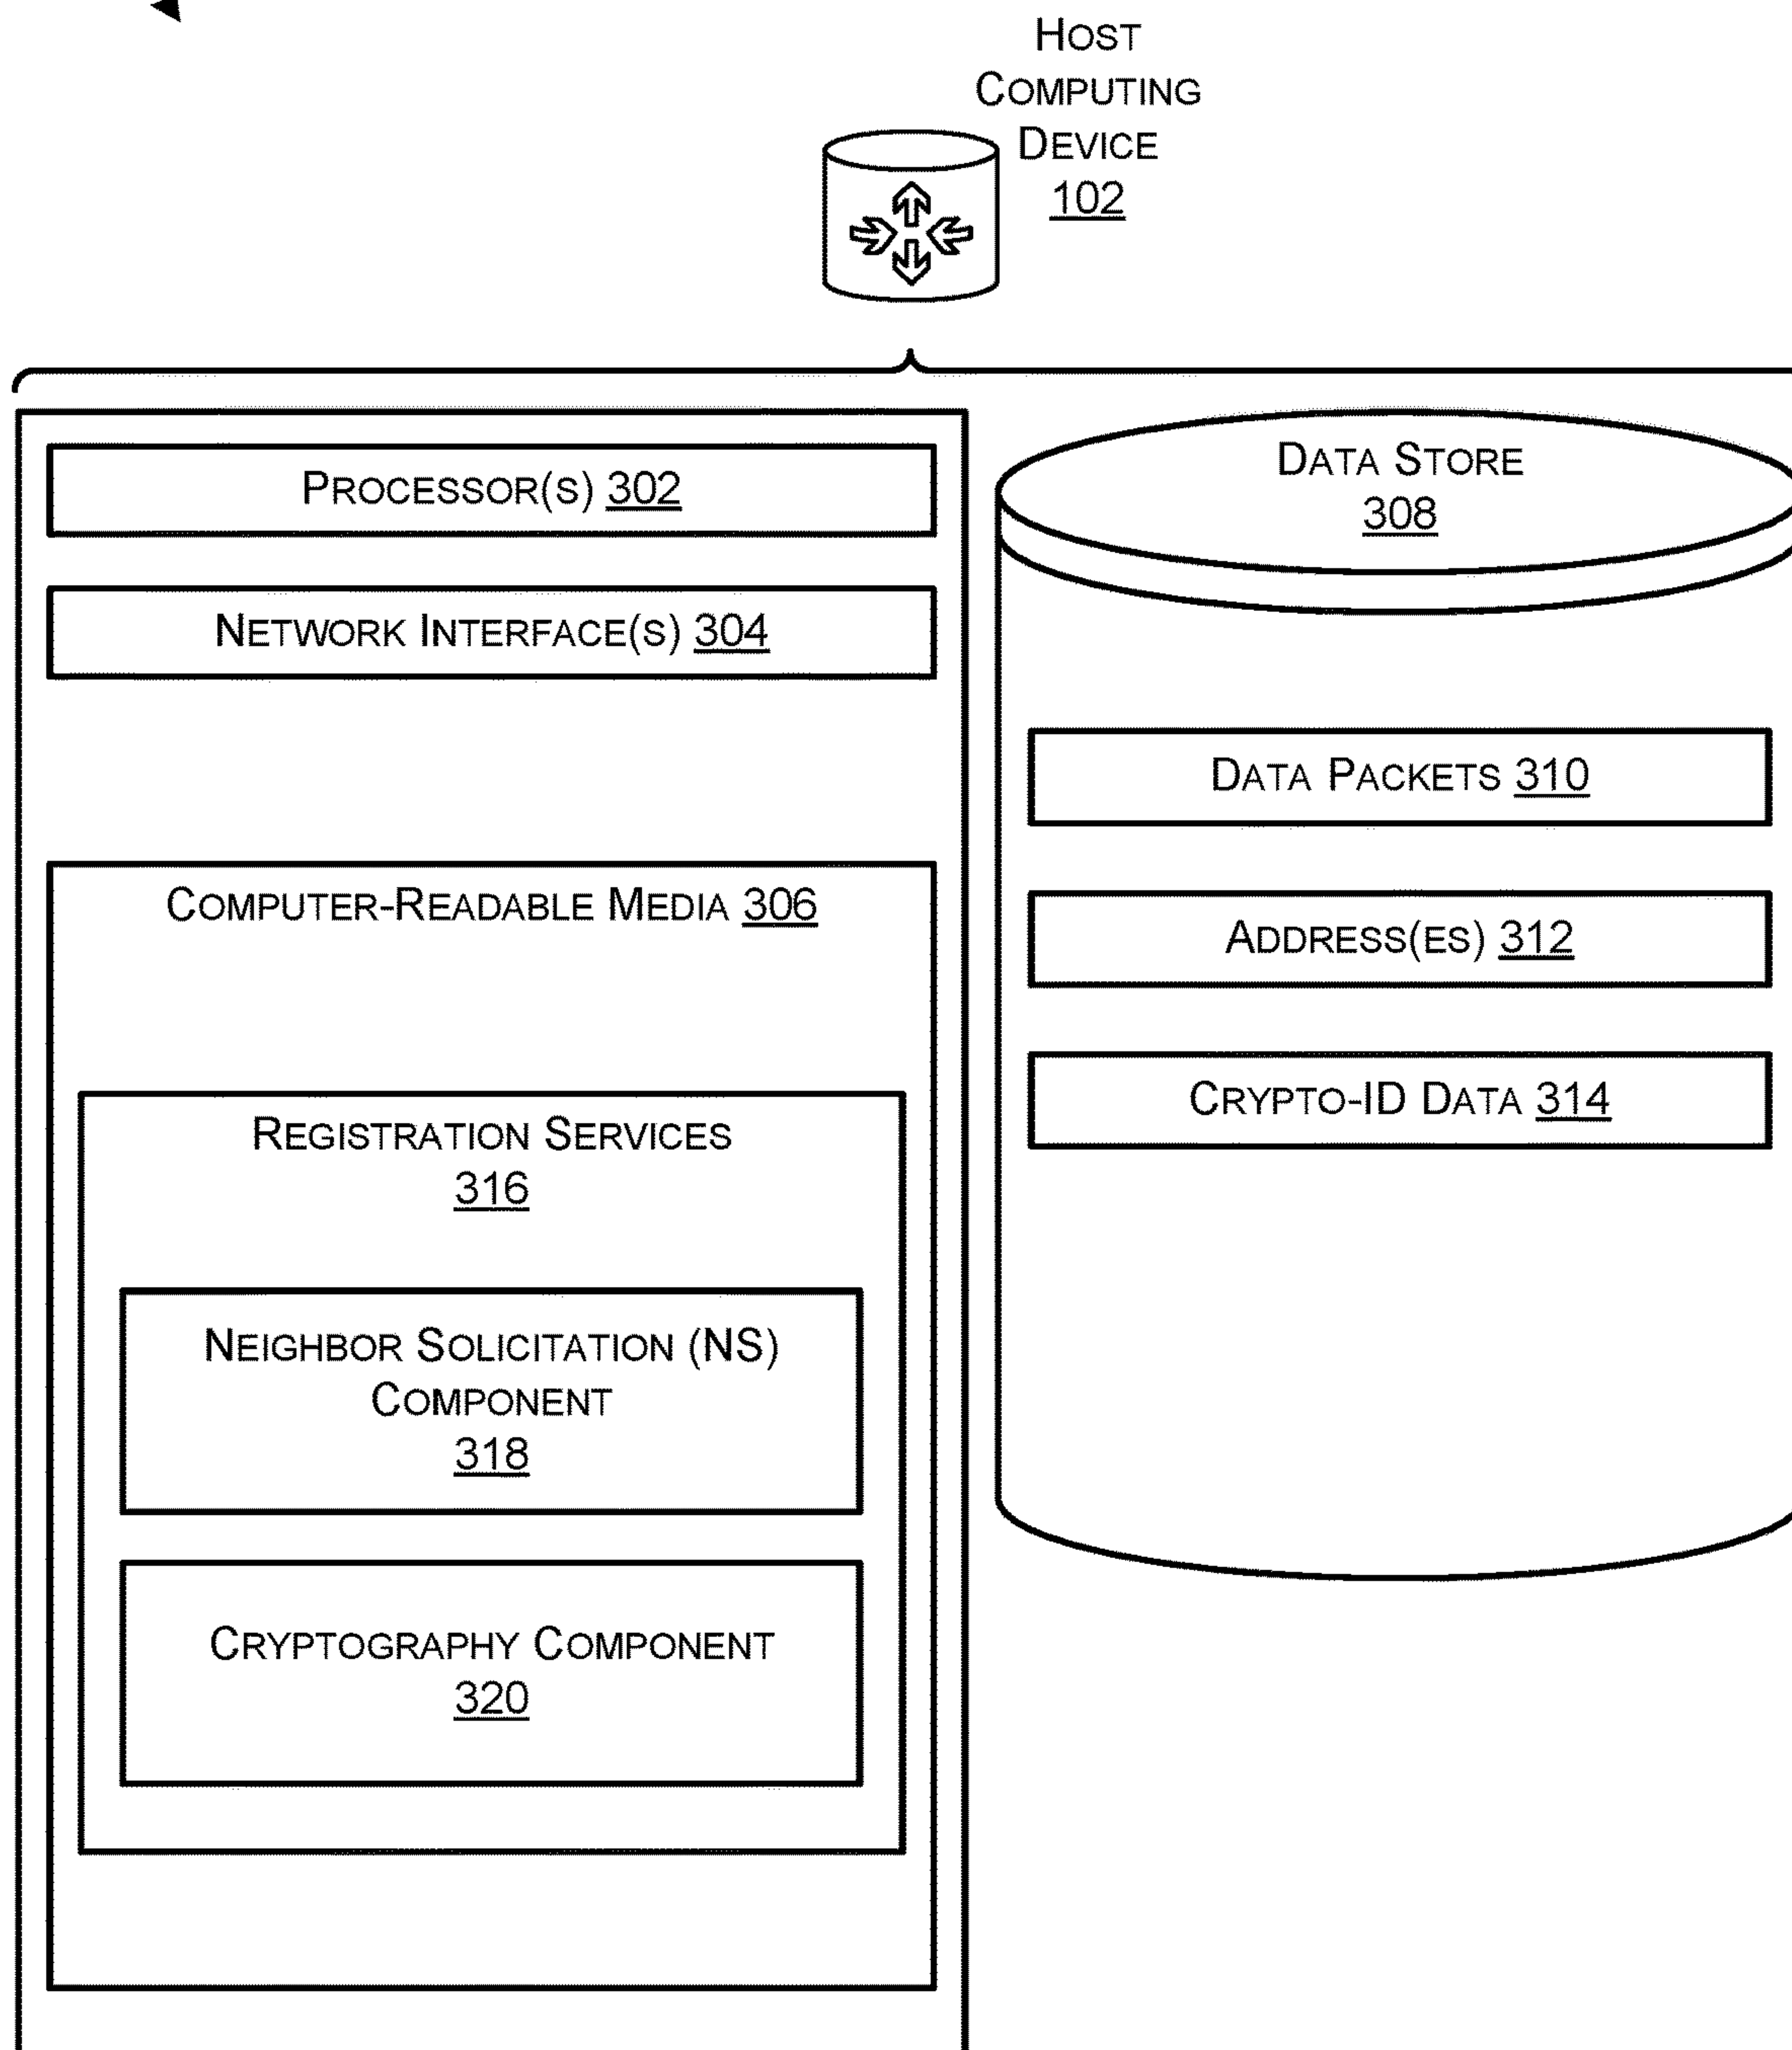 HOST
COMPUTING
DEVICE
102
PROCESSOR(S) 302
NETWORK INTERFACE(S) 304
COMPUTER-READABLE MEDIA 306
REGISTRATION SERVICES
316
NEIGHBOR SOLICITATION (NS)
COMPONENT
318
CRYPTOGRAPHY COMPONENT
320
DATA STORE
308
DATA PACKETS 310
ADDRESS(ES) 312
CRYPTO-ID DATA 314